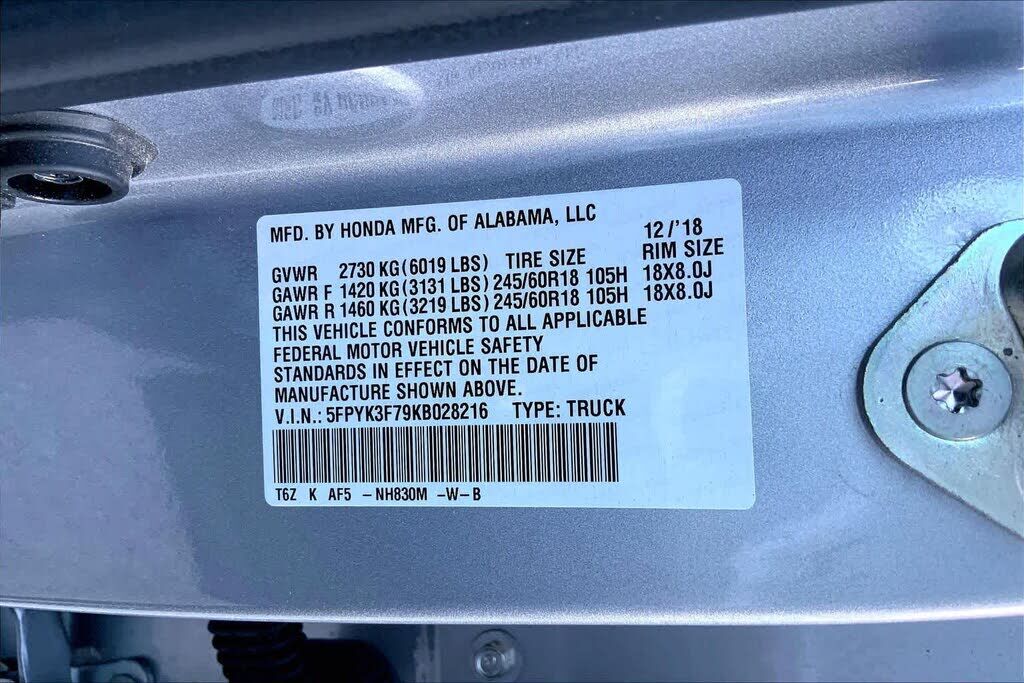 MFD. BY HONDA MFG. OF ALABAMA, LLC 12/'18
GVWR 2730 KG(6019 LBS) TIRE SIZE RIM SIZE
GAWR F 1420 KG(3131 LBS) 245/60R18 105H 18X8.0J
GAWR R 1460 KG(3219 LBS) 245/60R18 105H 18X8.0J
THIS VEHICLE CONFORMS TO ALL APPLICABLE
FEDERAL MOTOR VEHICLE SAFETY
STANDARDS IN EFFECT ON THE DATE OF
MANUFACTURE SHOWN ABOVE.
V.I.N.: 5FPYK3F79KB028216 TYPE: TRUCK
T6Z K AF5 -NH830M -W-B